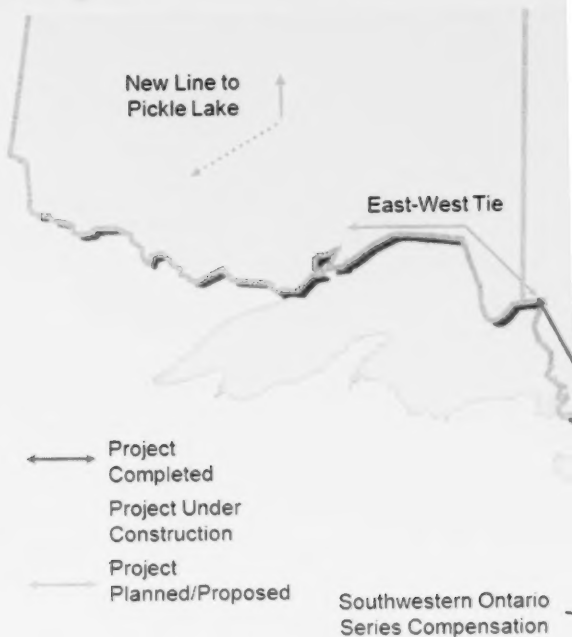 New Line to
Pickle Lake
East-West Tie
Project
Completed
Project Under
Construction
Project
Planned/Proposed
Southwestern Ontario
Series Compensation